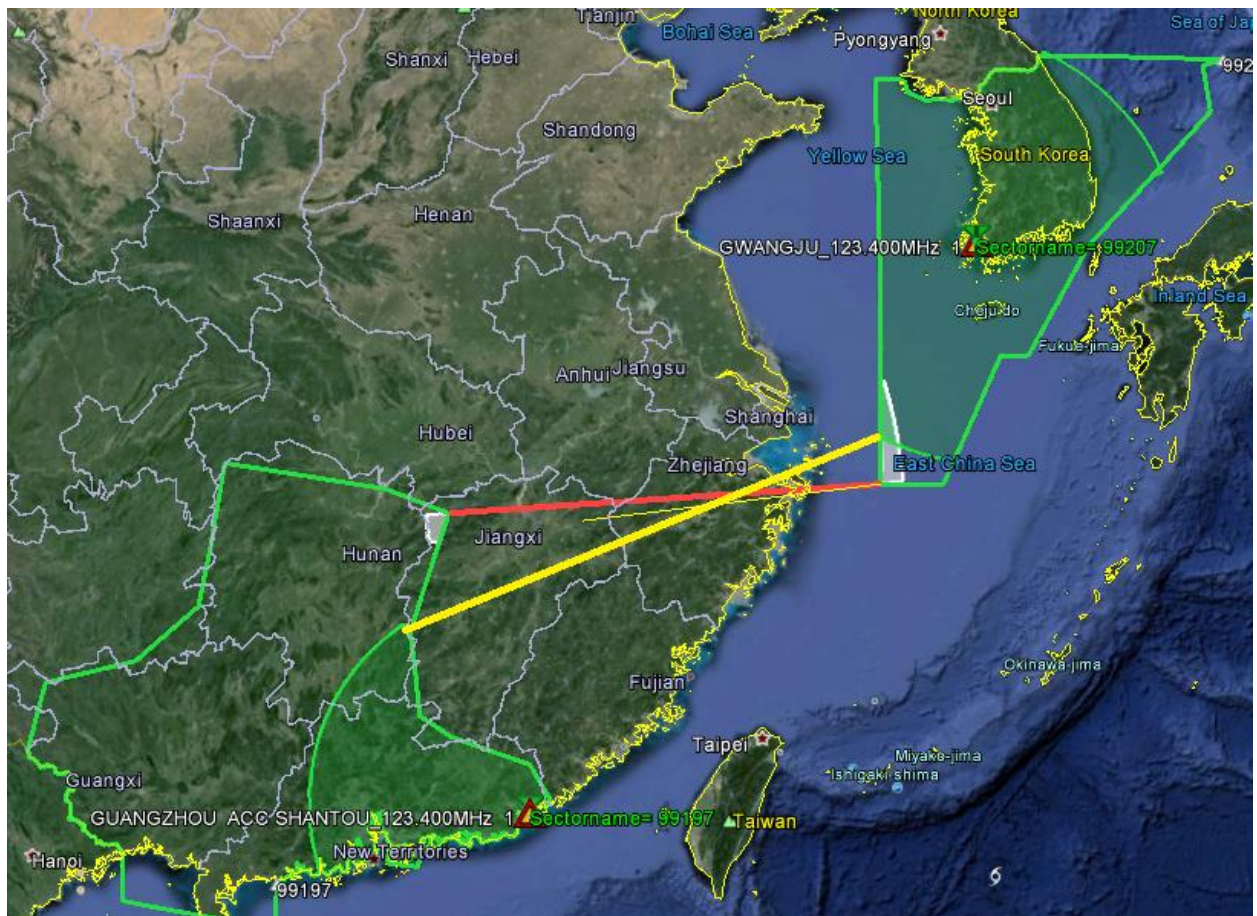 Tianjin
North Korea
Sea of Jap
Bohai Sea
Pyongyang
Shanxi
Hebei
992
Seoul
Shandong
Yellow Sea
South Korea
Henan
Shaanxi
GWANGJU_123.400MHz 1 Sectorname= 99207
Inland Sea
Cheju do
Fukue-jima
Anhui
Jiangsu
Shanghai
Hubei
Zhejiang
East China Sea
Jiangxi
Hunan
Okinawa-jima
Fujian
Taipei
Miyako-jima
Ishigaki-shima
Guangxi
GUANGZHOU_ACC SHANTOU_123.400MHz 1 Sectorname= 99197
Taiwan
New Territories
Hanoi
99197